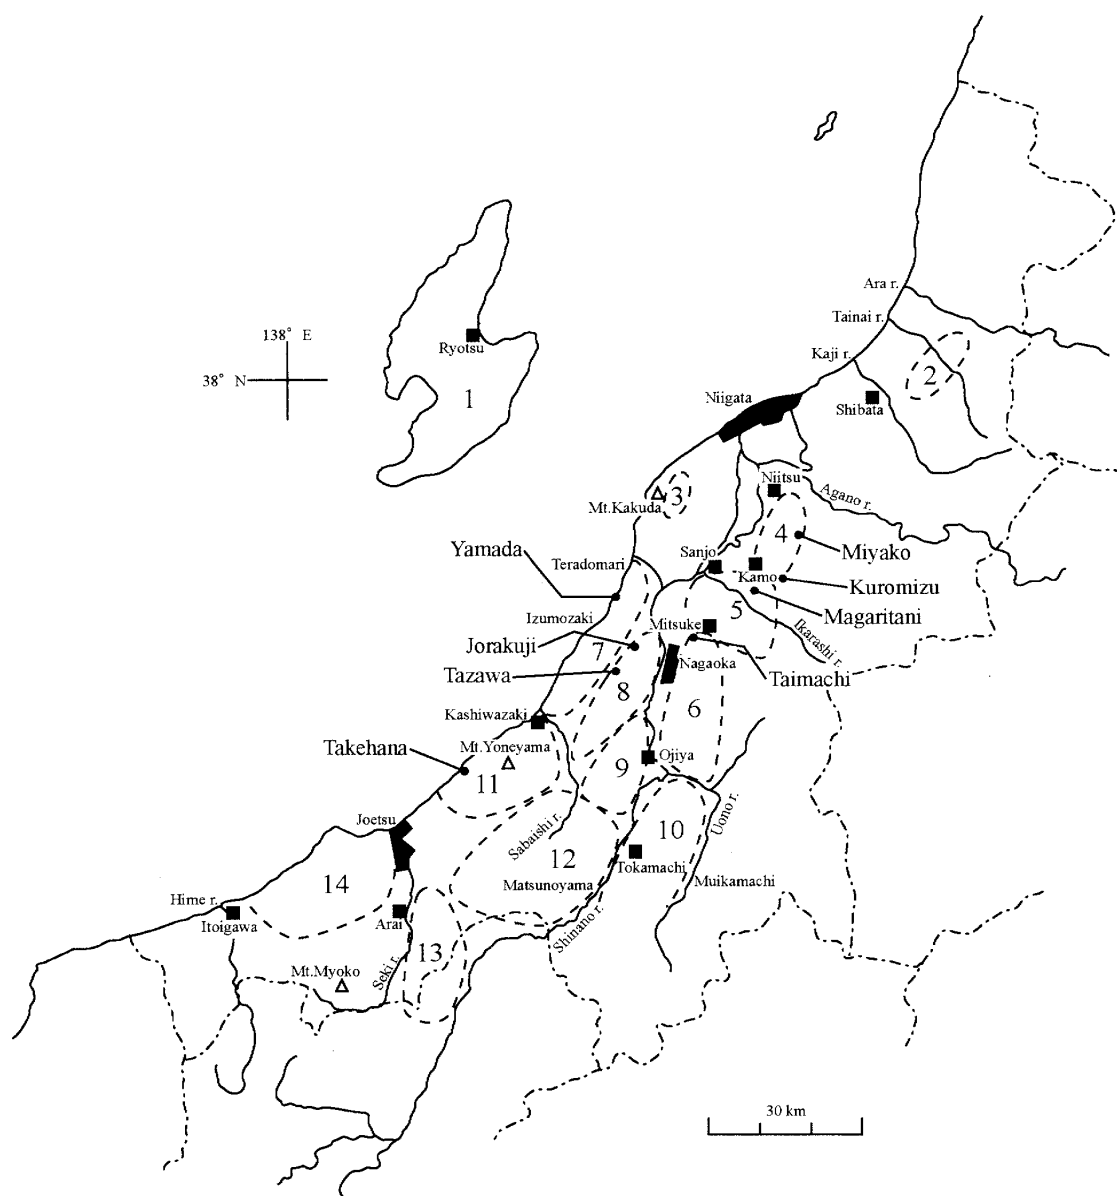 Ara r.
Tainai r.
138° E
Ryotsu
Kaji r.
38° N
2
1
Niigata
Shibata
Niitsu
3
Mt.Kakuda
Agano r.
4
Miyako
Sanjo
Yamada
Teradomari
Kamo
Kuromizu
5
Magaritani
Izumozaki
Mitsuke
Ikarashi r.
Jorakuji
7
Nagaoka
Taimachi
Tazawa
8
6
Kashiwazaki
Takehana
Mt.Yoneyama
Ojiya
9
11
Joetsu
Uono r.
10
Sabaishi r.
12
Tokamachi
14
Matsunoyama
Muikamachi
Hime r.
Itoigawa
Arai
Shinano r.
13
Mt.Myoko
Seki r.
30 km